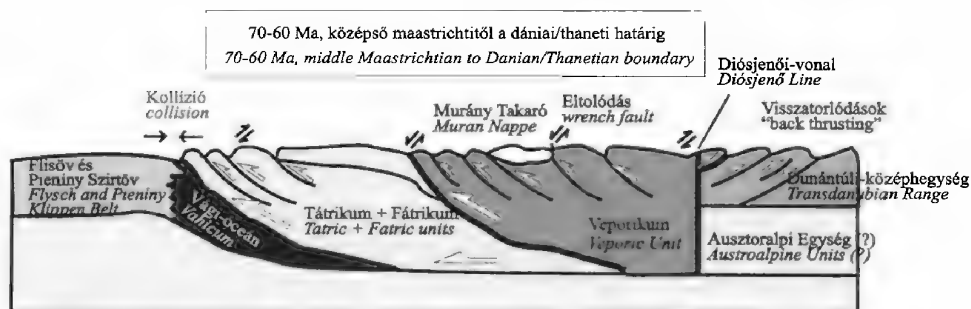 70-60 Ma, középső maastrichtitől a dániai/thaneti határig
70-60 Ma, middle Maastrichtian to Danian/Thanetian boundary
Diósjenői-vonal
Diósjenő Line
Kollízió
collision
Murány Takaró
Muran Nappe
Eltolódás
wrench fault
Visszatorlódások
"back thrusting"
Flisöv és
Pieniny Szirtöv
Flysch and Pieniny
Klippen Belt
Vági-ocean
Vahicum
Tátrikum + Fátrikum
Tatric + Fatric units
Veporikum
Veporic Unit
Dunántúli-középhegység
Transdanubian Range
Ausztoralpi Egység (?)
Austroalpine Units (?)